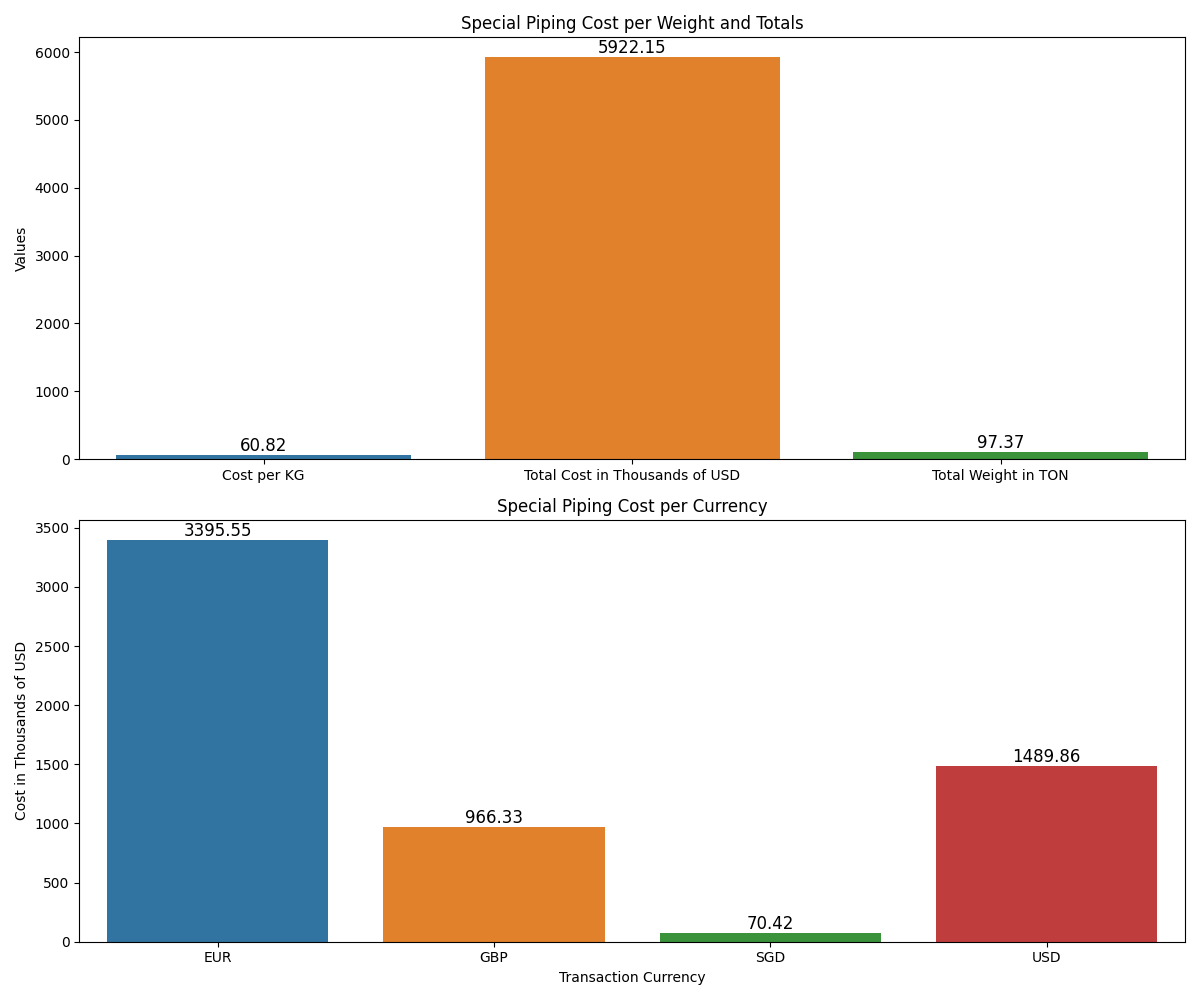 Special Piping Cost per Weight and Totals
Values
6000
5000
4000
3000
2000
1000
0
60.82
5922.15
97.37
Cost per KG
Total Cost in Thousands of USD
Total Weight in TON
Special Piping Cost per Currency
Cost in Thousands of USD
3500
3000
2500
2000
1500
1000
500
0
3395.55
966.33
70.42
1489.86
EUR
GBP
SGD
USD
Transaction Currency